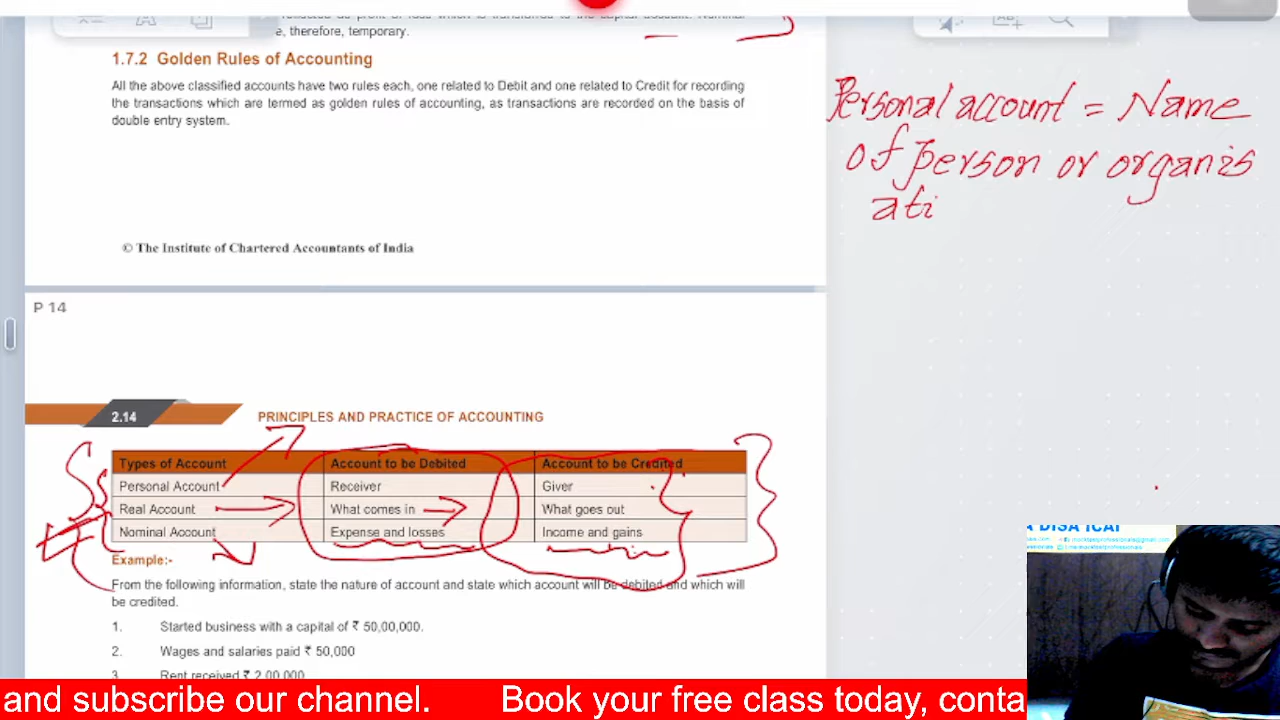 e, therefore, temporary.
1.7.2 Golden Rules of Accounting
All the above classified accounts have two rules each, one related to Debit and one related to Credit for recording
the transactions which are termed as golden rules of accounting, as transactions are recorded on the basis of
double entry system.
© The Institute of Chartered Accountants of India
Personal account = Name
of person or organis
ati
P 14
2.14 PRINCIPLES AND PRACTICE OF ACCOUNTING
Types of Account Account to be Debited Account to be Credited
Personal Account Receiver Giver
Real Account What comes in What goes out
Nominal Account Expense and losses Income and gains
Example:-
From the following information, state the nature of account and state which account will be debited and which will
be credited.
1. Started business with a capital of ₹ 50,00,000.
2. Wages and salaries paid ₹ 50,000
3. Rent received ₹ 2,00,000
DISA ICAI
and subscribe our channel. Book your free class today, conta